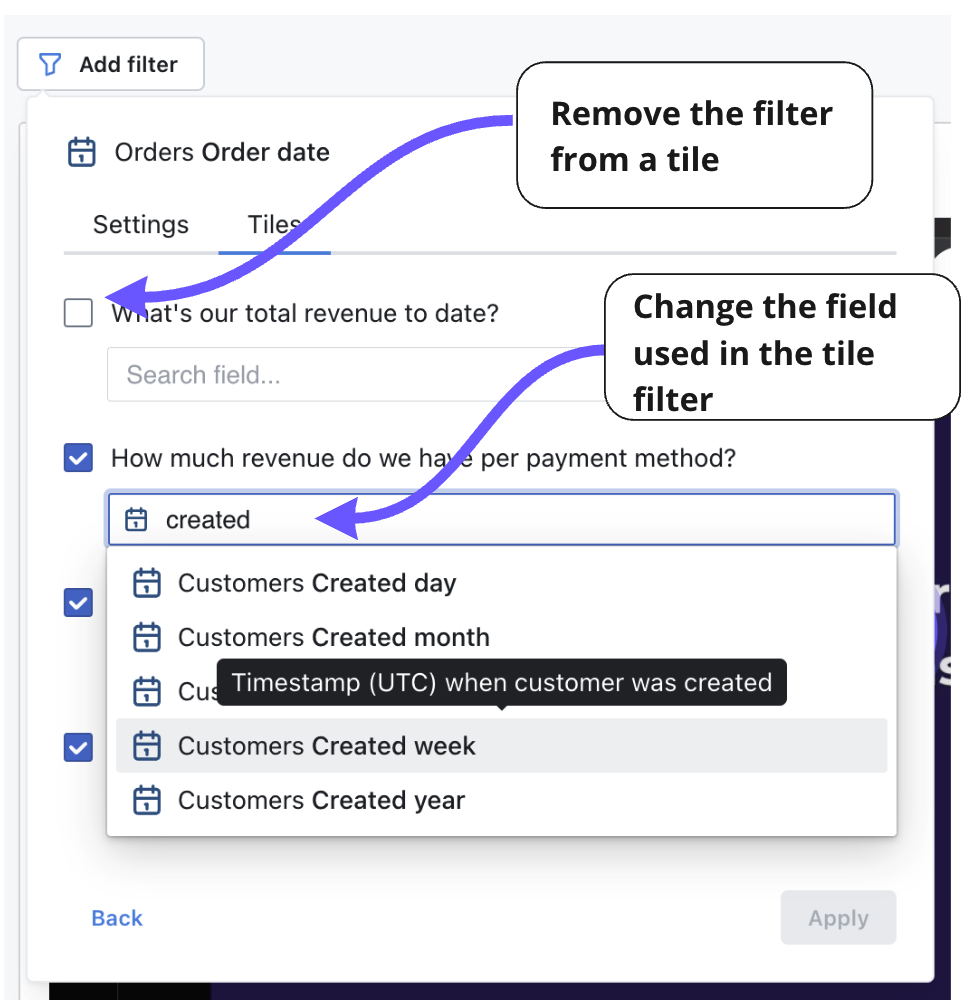 Add filter
Remove the filter
from a tile
Orders Order date
Settings
Tiles
What's our total revenue to date?
Search field...
Change the field
used in the tile
filter
How much revenue do we have per payment method?
created
Customers Created day
Customers Created month
Timestamp (UTC) when customer was created
Customers Created week
Customers Created year
Back
Apply